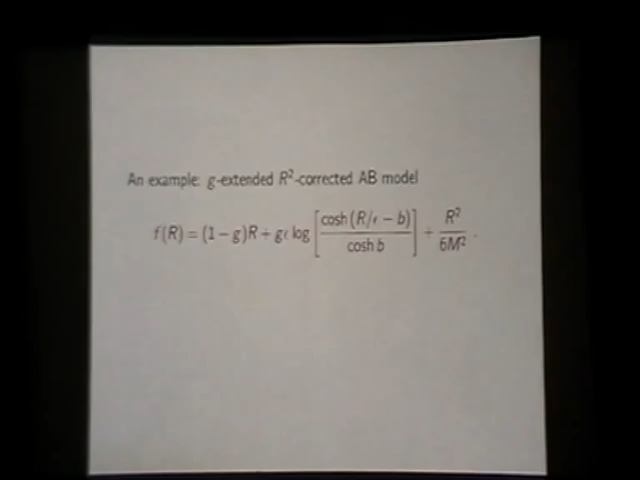 An example: g-extended R²-corrected AB model
f(R) = (1 − g)R + gϵ log [cosh (R/ϵ − b) / cosh b] + R² / 6M² .